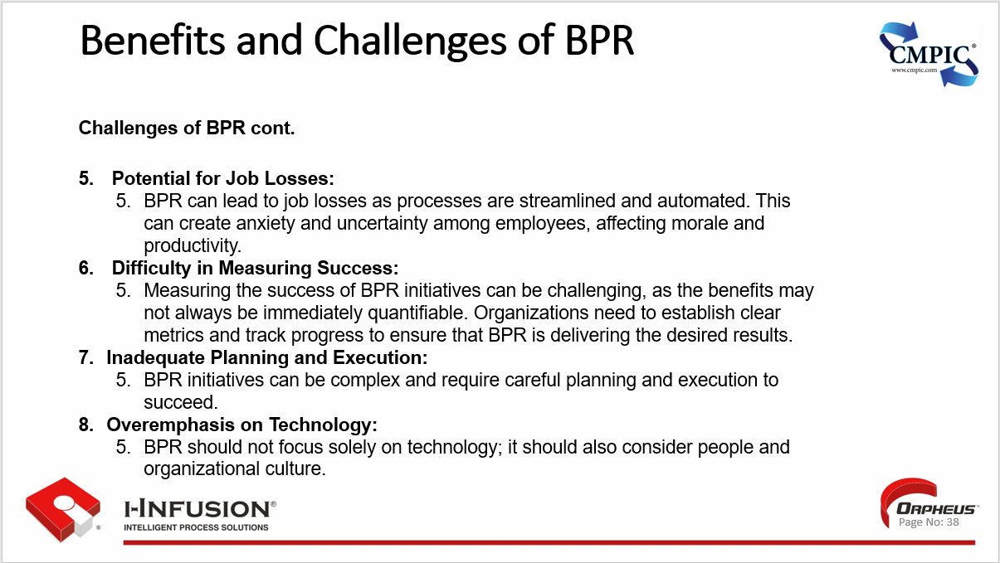 Benefits and Challenges of BPR
CMPIC®
www.cmpic.com
Challenges of BPR cont.
5. Potential for Job Losses:
5. BPR can lead to job losses as processes are streamlined and automated. This
can create anxiety and uncertainty among employees, affecting morale and
productivity.
6. Difficulty in Measuring Success:
5. Measuring the success of BPR initiatives can be challenging, as the benefits may
not always be immediately quantifiable. Organizations need to establish clear
metrics and track progress to ensure that BPR is delivering the desired results.
7. Inadequate Planning and Execution:
5. BPR initiatives can be complex and require careful planning and execution to
succeed.
8. Overemphasis on Technology:
5. BPR should not focus solely on technology; it should also consider people and
organizational culture.
®
I-INFUSION®
INTELLIGENT PROCESS SOLUTIONS
ORPHEUS™
Page No: 38